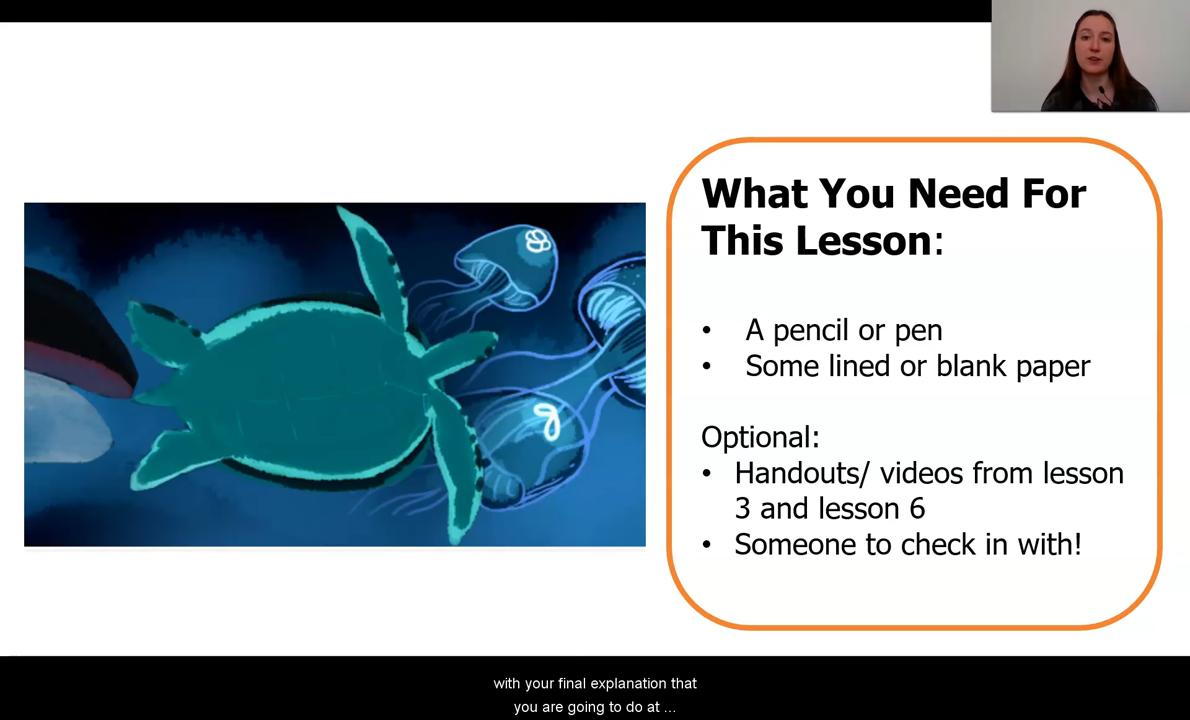 What You Need For
This Lesson:
• A pencil or pen
• Some lined or blank paper
Optional:
• Handouts/ videos from lesson
3 and lesson 6
• Someone to check in with!
with your final explanation that
you are going to do at ...